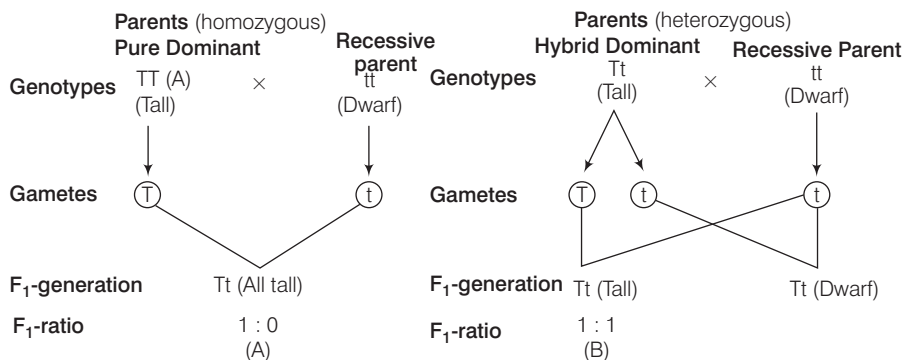 Parents (homozygous)
Pure Dominant
Recessive
parent
Genotypes
TT (A)
×
tt
(Tall)
(Dwarf)
Gametes
T
t
F₁-generation
Tt (All tall)
F₁-ratio
1 : 0
(A)
Parents (heterozygous)
Hybrid Dominant
Recessive Parent
Genotypes
Tt
×
tt
(Tall)
(Dwarf)
Gametes
T
t
t
F₁-generation
Tt (Tall)
Tt (Dwarf)
F₁-ratio
1 : 1
(B)